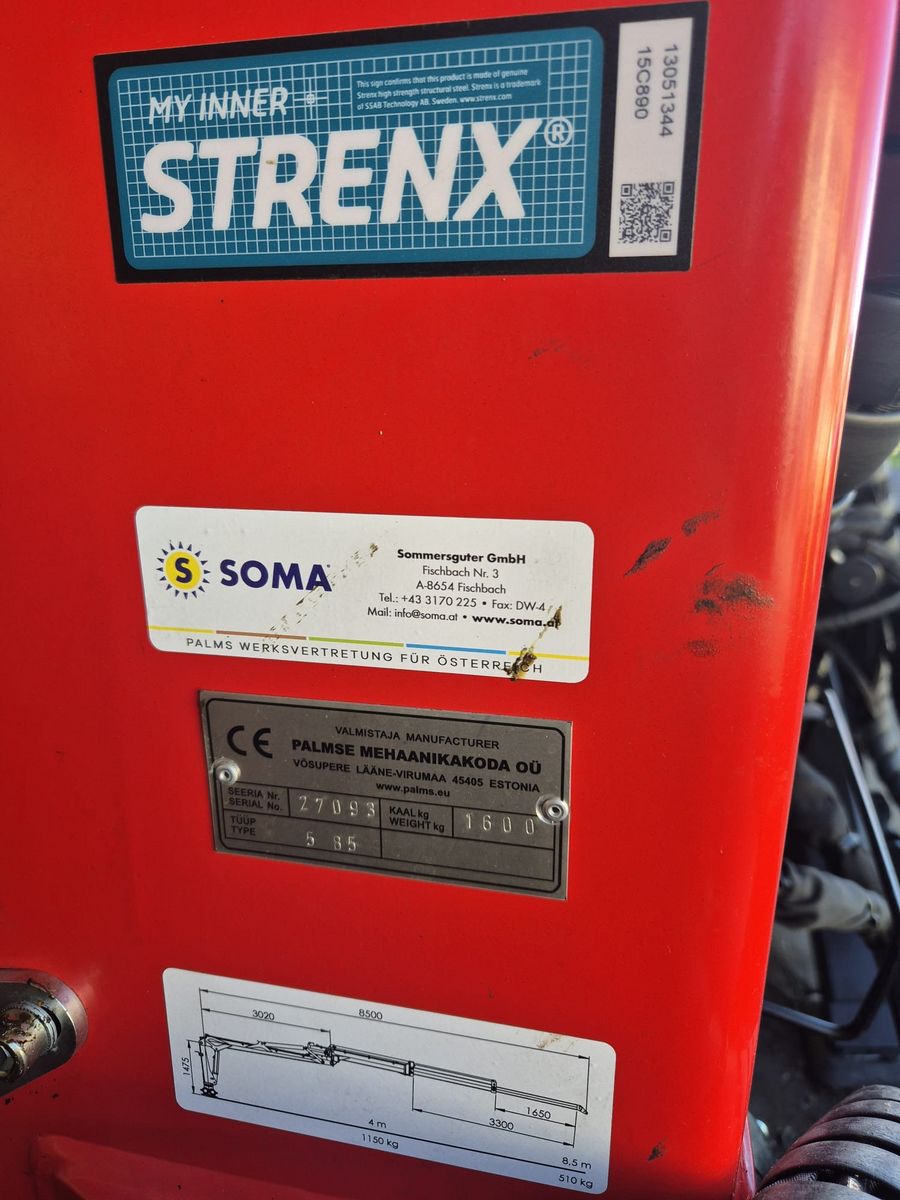 MY INNER
STRENX®
This sign confirms that this product is made of genuine
Strenx high strength structural steel. Strenx is a trademark
of SSAB Technology AB, Sweden. www.strenx.com
13051344
15C890
S SOMA
Sommersguter GmbH
Fischbach Nr. 3
A-8654 Fischbach
Tel.: +43 3170 225 • Fax: DW-4
Mail: info@soma.at • www.soma.at
PALMS WERKSVERTRETUNG FÜR ÖSTERREICH
CE
VALMISTAJA MANUFACTURER
PALMSE MEHAANIKAKODA OÜ
VÕSUPERE LÄÄNE-VIRUMAA 45405 ESTONIA
www.palms.eu
SEERIA Nr.
SERIAL No.
27093
KAAL kg
WEIGHT kg
1600
TÜÜP
TYPE
5 85
8500
3020
1475
1650
3300
4 m
1150 kg
8,5 m
510 kg